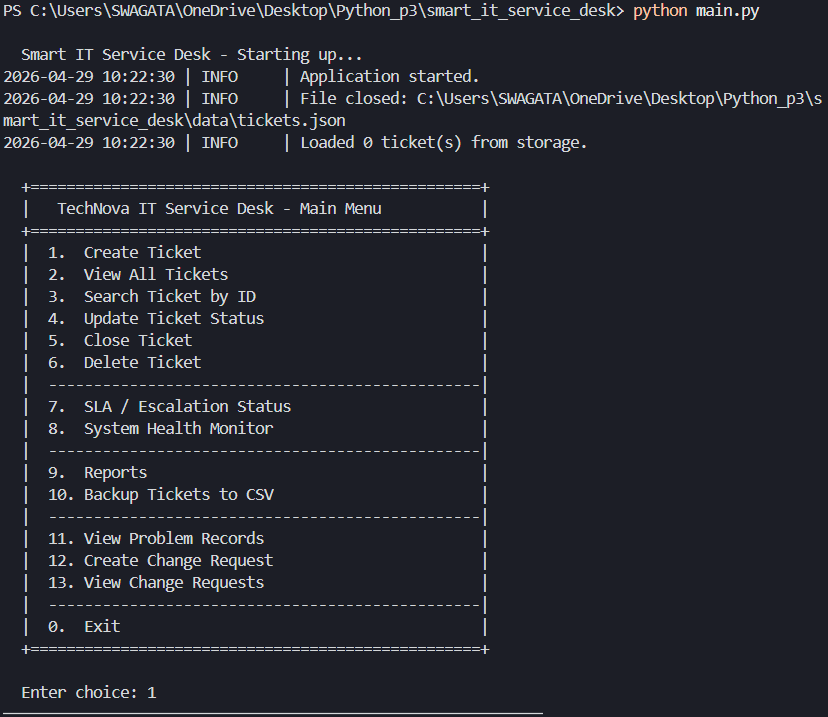 PS C:\Users\SWAGATA\OneDrive\Desktop\Python_p3\smart_it_service_desk> python main.py
Smart IT Service Desk - Starting up...
2026-04-29 10:22:30 | INFO     | Application started.
2026-04-29 10:22:30 | INFO     | File closed: C:\Users\SWAGATA\OneDrive\Desktop\Python_p3\s
mart_it_service_desk\data\tickets.json
2026-04-29 10:22:30 | INFO     | Loaded 0 ticket(s) from storage.
+==================================================+
|   TechNova IT Service Desk - Main Menu           |
+==================================================+
|  1.  Create Ticket                               |
|  2.  View All Tickets                            |
|  3.  Search Ticket by ID                         |
|  4.  Update Ticket Status                        |
|  5.  Close Ticket                                |
|  6.  Delete Ticket                               |
|  ------------------------------------------------|
|  7.  SLA / Escalation Status                     |
|  8.  System Health Monitor                       |
|  ------------------------------------------------|
|  9.  Reports                                     |
|  10. Backup Tickets to CSV                       |
|  ------------------------------------------------|
|  11. View Problem Records                        |
|  12. Create Change Request                       |
|  13. View Change Requests                        |
|  ------------------------------------------------|
|  0.  Exit                                        |
+==================================================+
Enter choice: 1